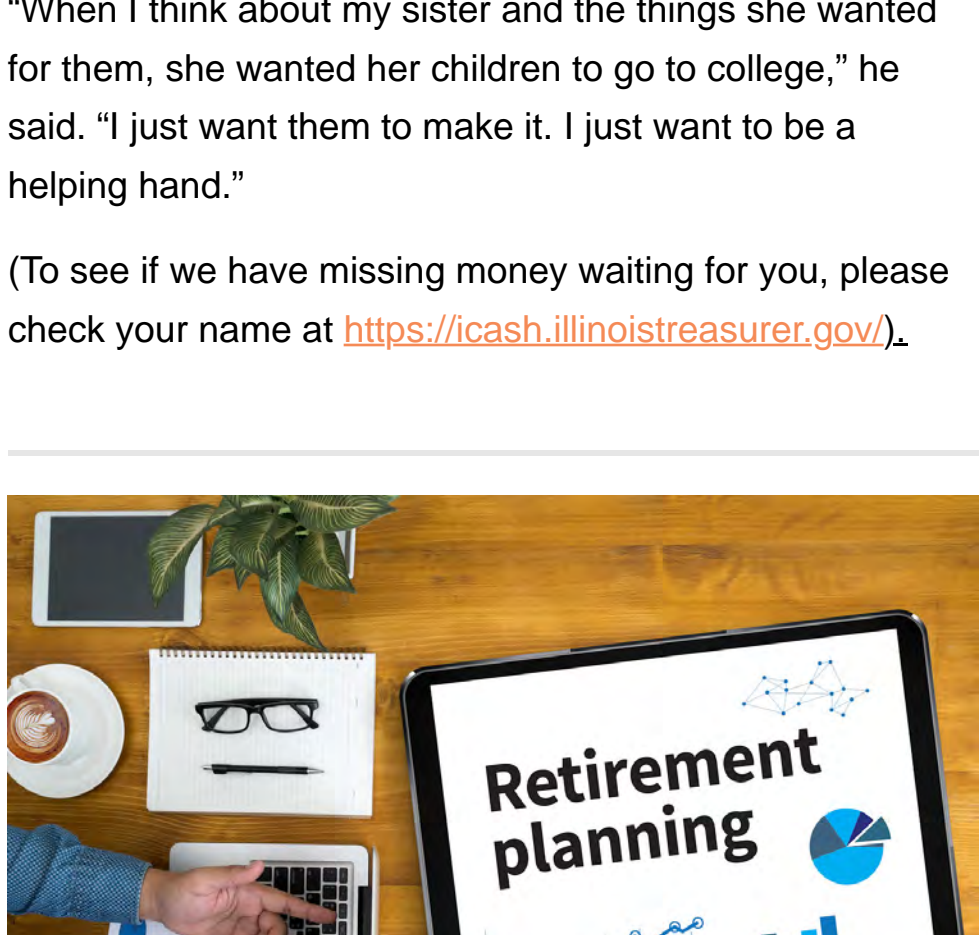 “When I think about my sister and the things she wanted
for them, she wanted her children to go to college,” he
said. “I just want them to make it. I just want to be a
helping hand.”
(To see if we have missing money waiting for you, please
check your name at https://icash.illinoistreasurer.gov/).
Retirement
planning